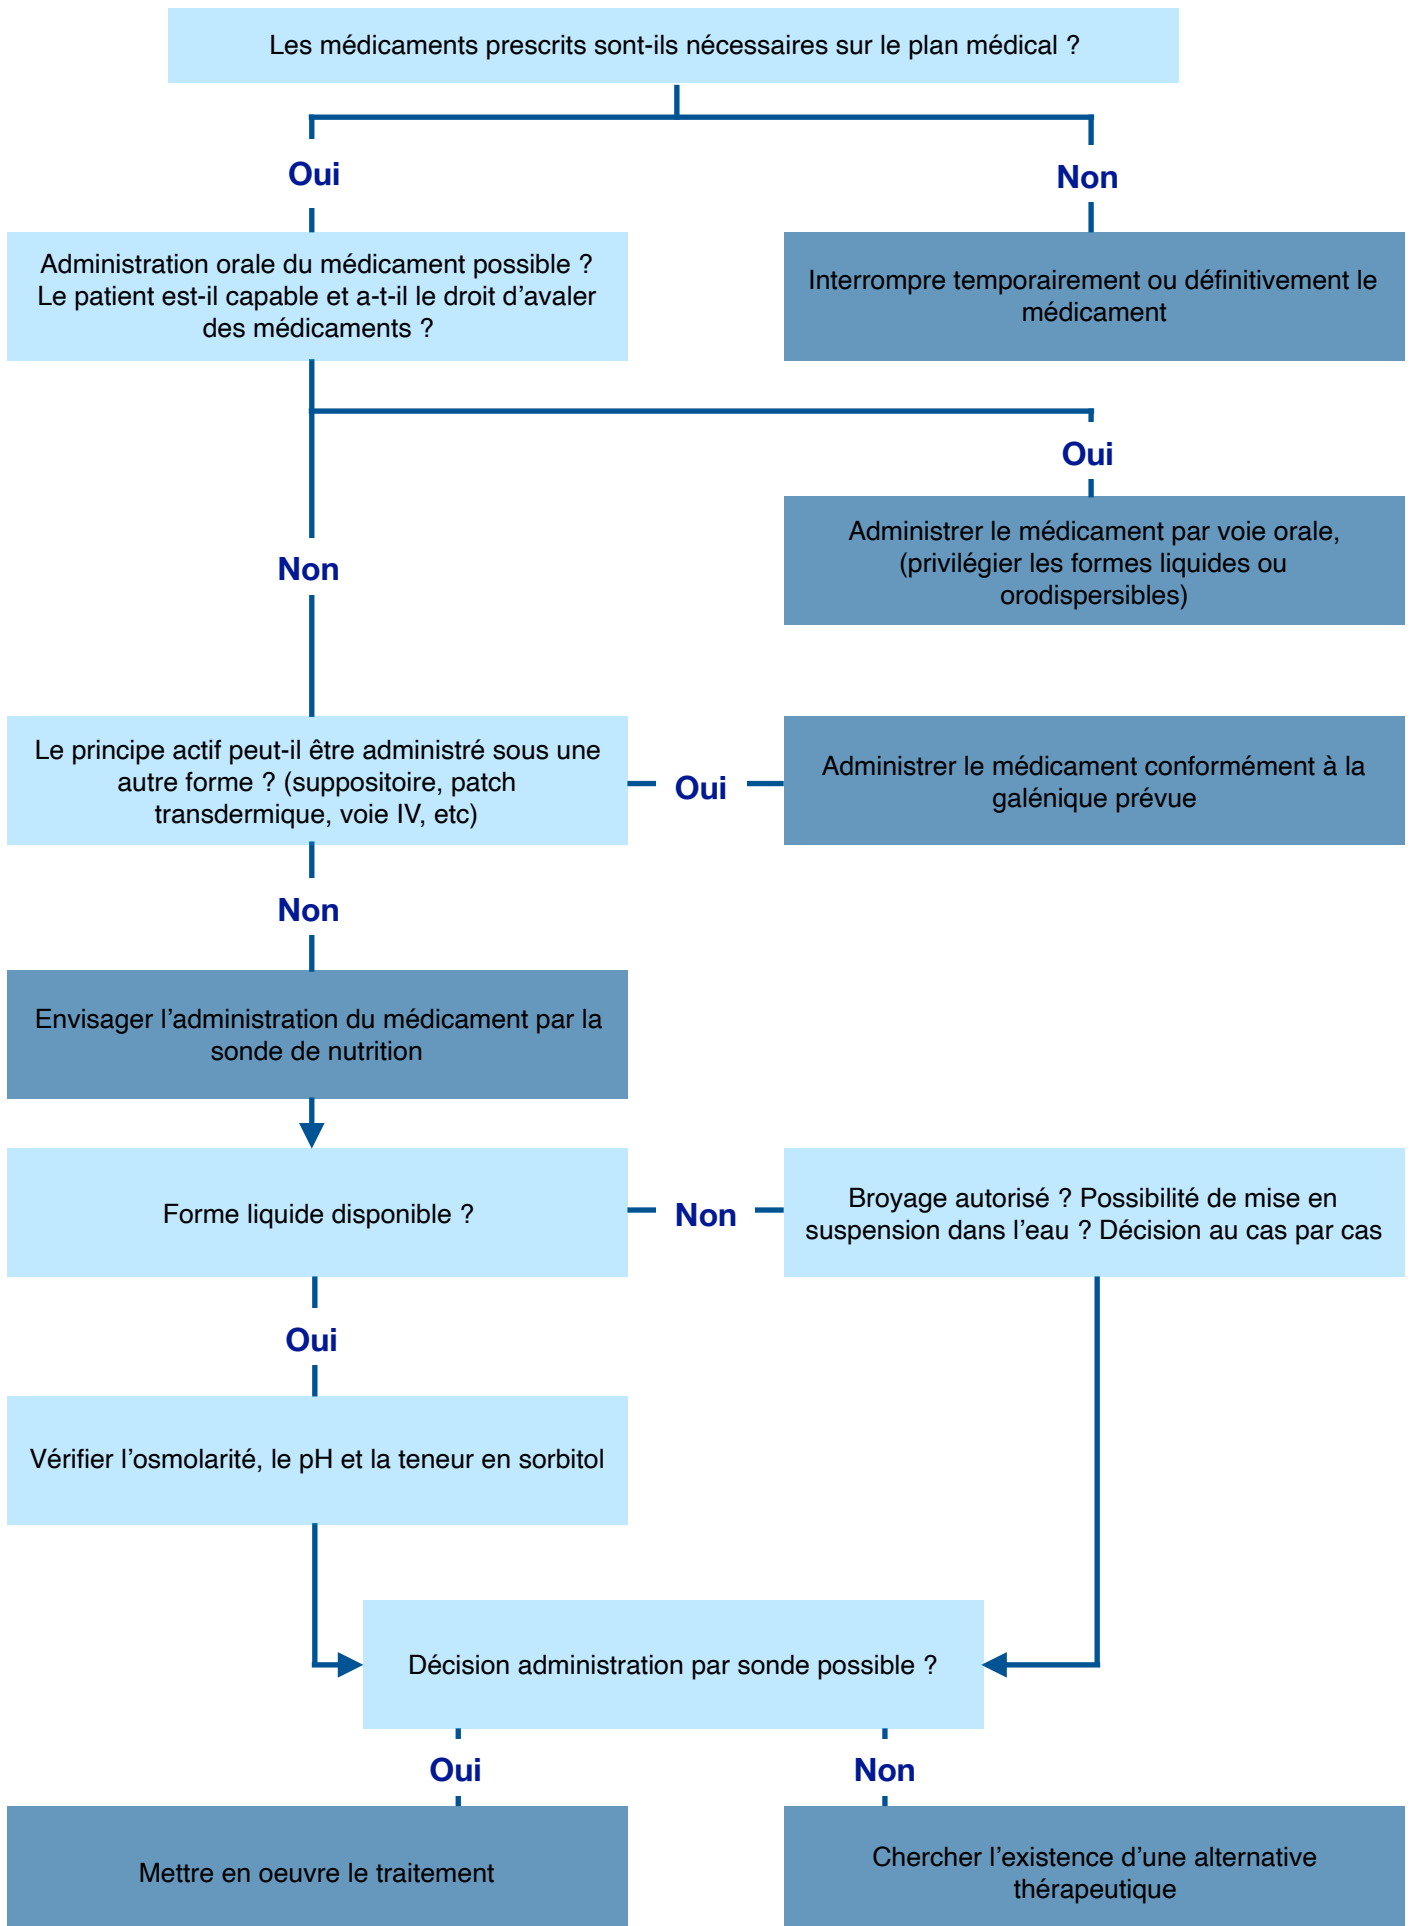 Les médicaments prescrits sont-ils nécessaires sur le plan médical ?
Oui
Non
Administration orale du médicament possible ?
Le patient est-il capable et a-t-il le droit d’avaler
des médicaments ?
Interrompre temporairement ou définitivement le
médicament
Oui
Administrer le médicament par voie orale,
(privilégier les formes liquides ou
orodispersibles)
Non
Le principe actif peut-il être administré sous une
autre forme ? (suppositoire, patch
transdermique, voie IV, etc)
Oui
Administrer le médicament conformément à la
galénique prévue
Non
Envisager l’administration du médicament par la
sonde de nutrition
Forme liquide disponible ?
Non
Broyage autorisé ? Possibilité de mise en
suspension dans l’eau ? Décision au cas par cas
Oui
Vérifier l’osmolarité, le pH et la teneur en sorbitol
Décision administration par sonde possible ?
Oui
Non
Mettre en oeuvre le traitement
Chercher l’existence d’une alternative
thérapeutique